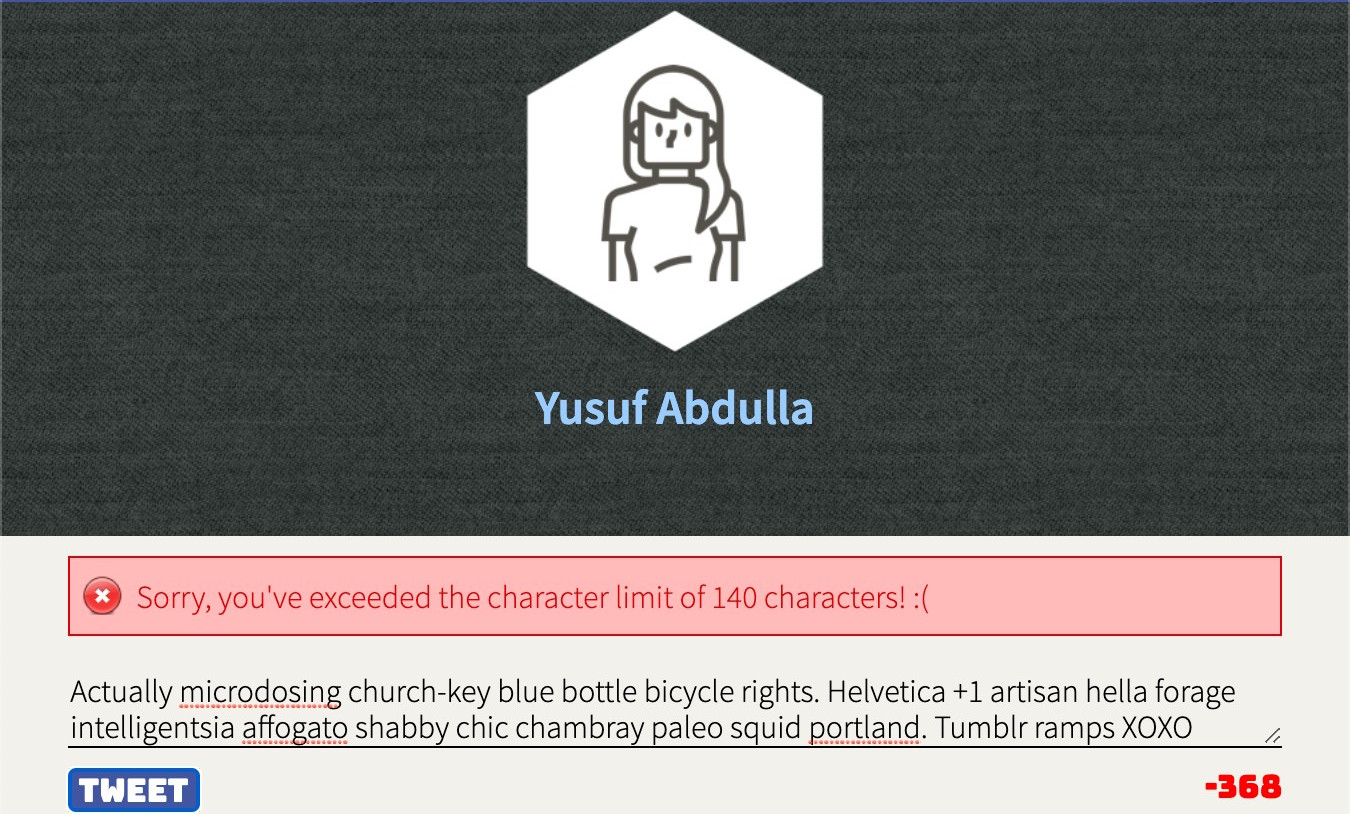 Yusuf Abdulla
Sorry, you've exceeded the character limit of 140 characters! :(
Actually microdosing church-key blue bottle bicycle rights. Helvetica +1 artisan hella forage
intelligentsia affogato shabby chic chambray paleo squid portland. Tumblr ramps XOXO
TWEET
-368